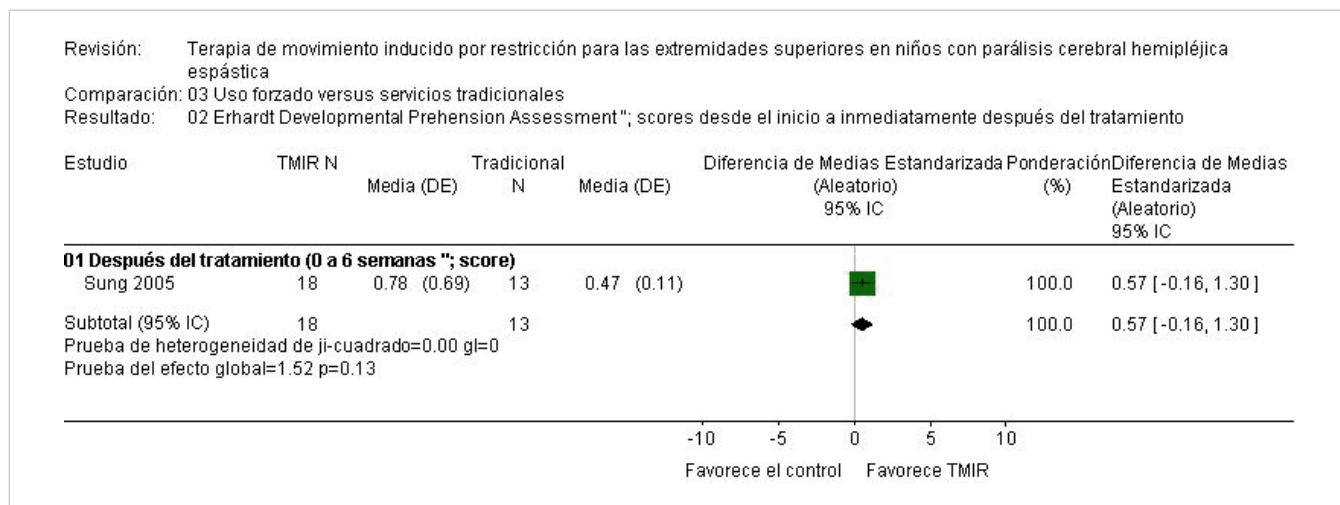 Revisión: Terapia de movimiento inducido por restricción para las extremidades superiores en niños con parálisis cerebral hemipléjica
espástica
Comparación: 03 Uso forzado versus servicios tradicionales
Resultado: 02 Erhardt Developmental Prehension Assessment "; scores desde el inicio a inmediatamente después del tratamiento
Estudio TMIR N Tradicional Diferencia de Medias Estandarizada Ponderación Diferencia de Medias
Media (DE) N Media (DE) (Aleatorio) (%) Estandarizada
95% IC (Aleatorio)
95% IC
01 Después del tratamiento (0 a 6 semanas "; score)
Sung 2005 18 0.78 (0.69) 13 0.47 (0.11) 100.0 0.57 [ -0.16, 1.30 ]
Subtotal (95% IC) 18 13 100.0 0.57 [ -0.16, 1.30 ]
Prueba de heterogeneidad de ji-cuadrado=0.00 gl=0
Prueba del efecto global=1.52 p=0.13
-10 -5 0 5 10
Favorece el control Favorece TMIR